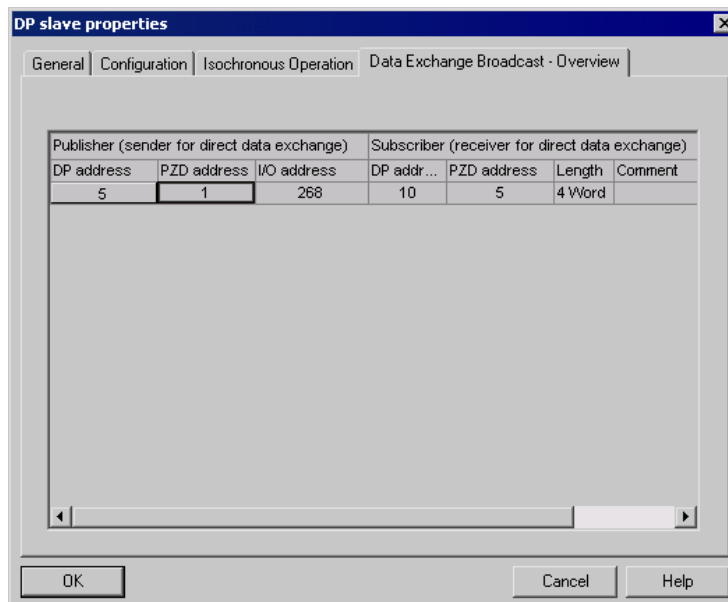 DP slave properties
General Configuration Isochronous Operation Data Exchange Broadcast - Overview
Publisher (sender for direct data exchange) Subscriber (receiver for direct data exchange)
DP address PZD address I/O address DP addr... PZD address Length Comment
5 1 268 10 5 4 Word
OK Cancel Help